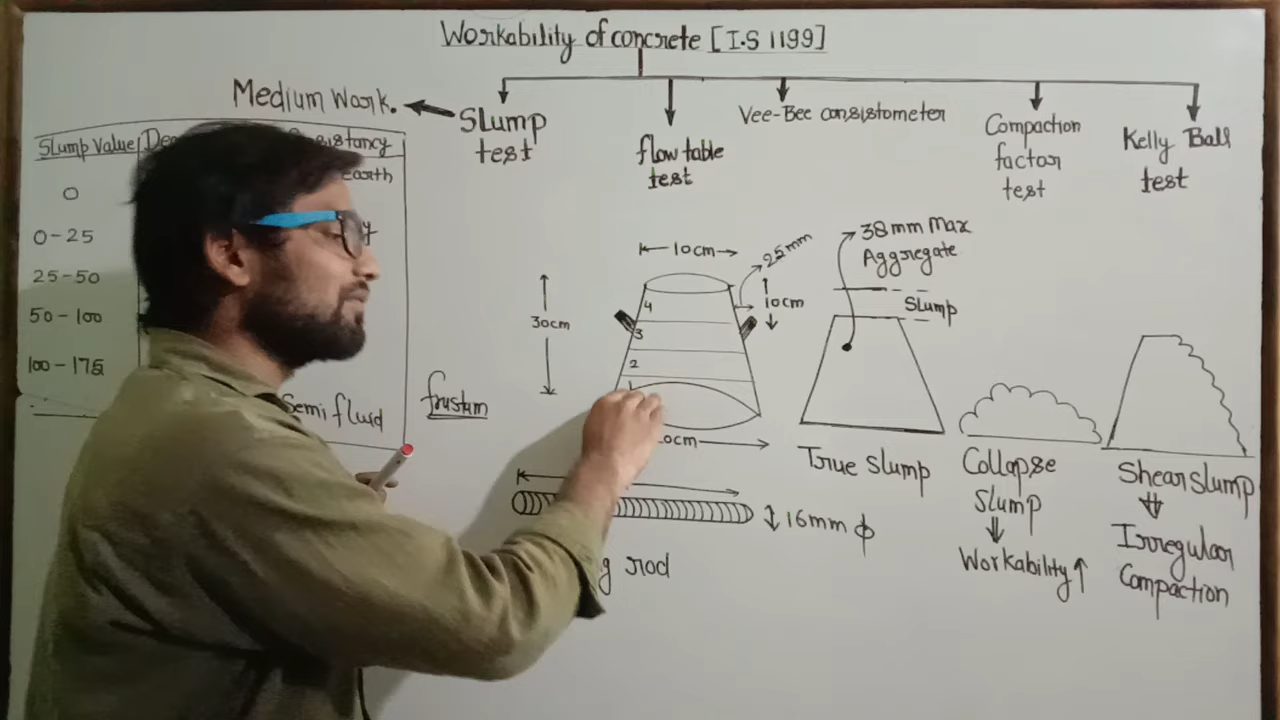 Workability of concrete [I.S 1199]
Medium Work.
Slump test
flow table test
Vee-Bee consistometer
Compaction factor test
Kelly Ball test
Slump Value
0
0-25
25-50
50-100
100-175
earth
Semi fluid
frustum
10cm
25mm
10cm
30cm
4
3
2
1
38mm Max
Aggregate
Slump
True Slump
Collapse
Slump
Workability↑
Shear slump
Irregular
Compaction
16mm ϕ
rod